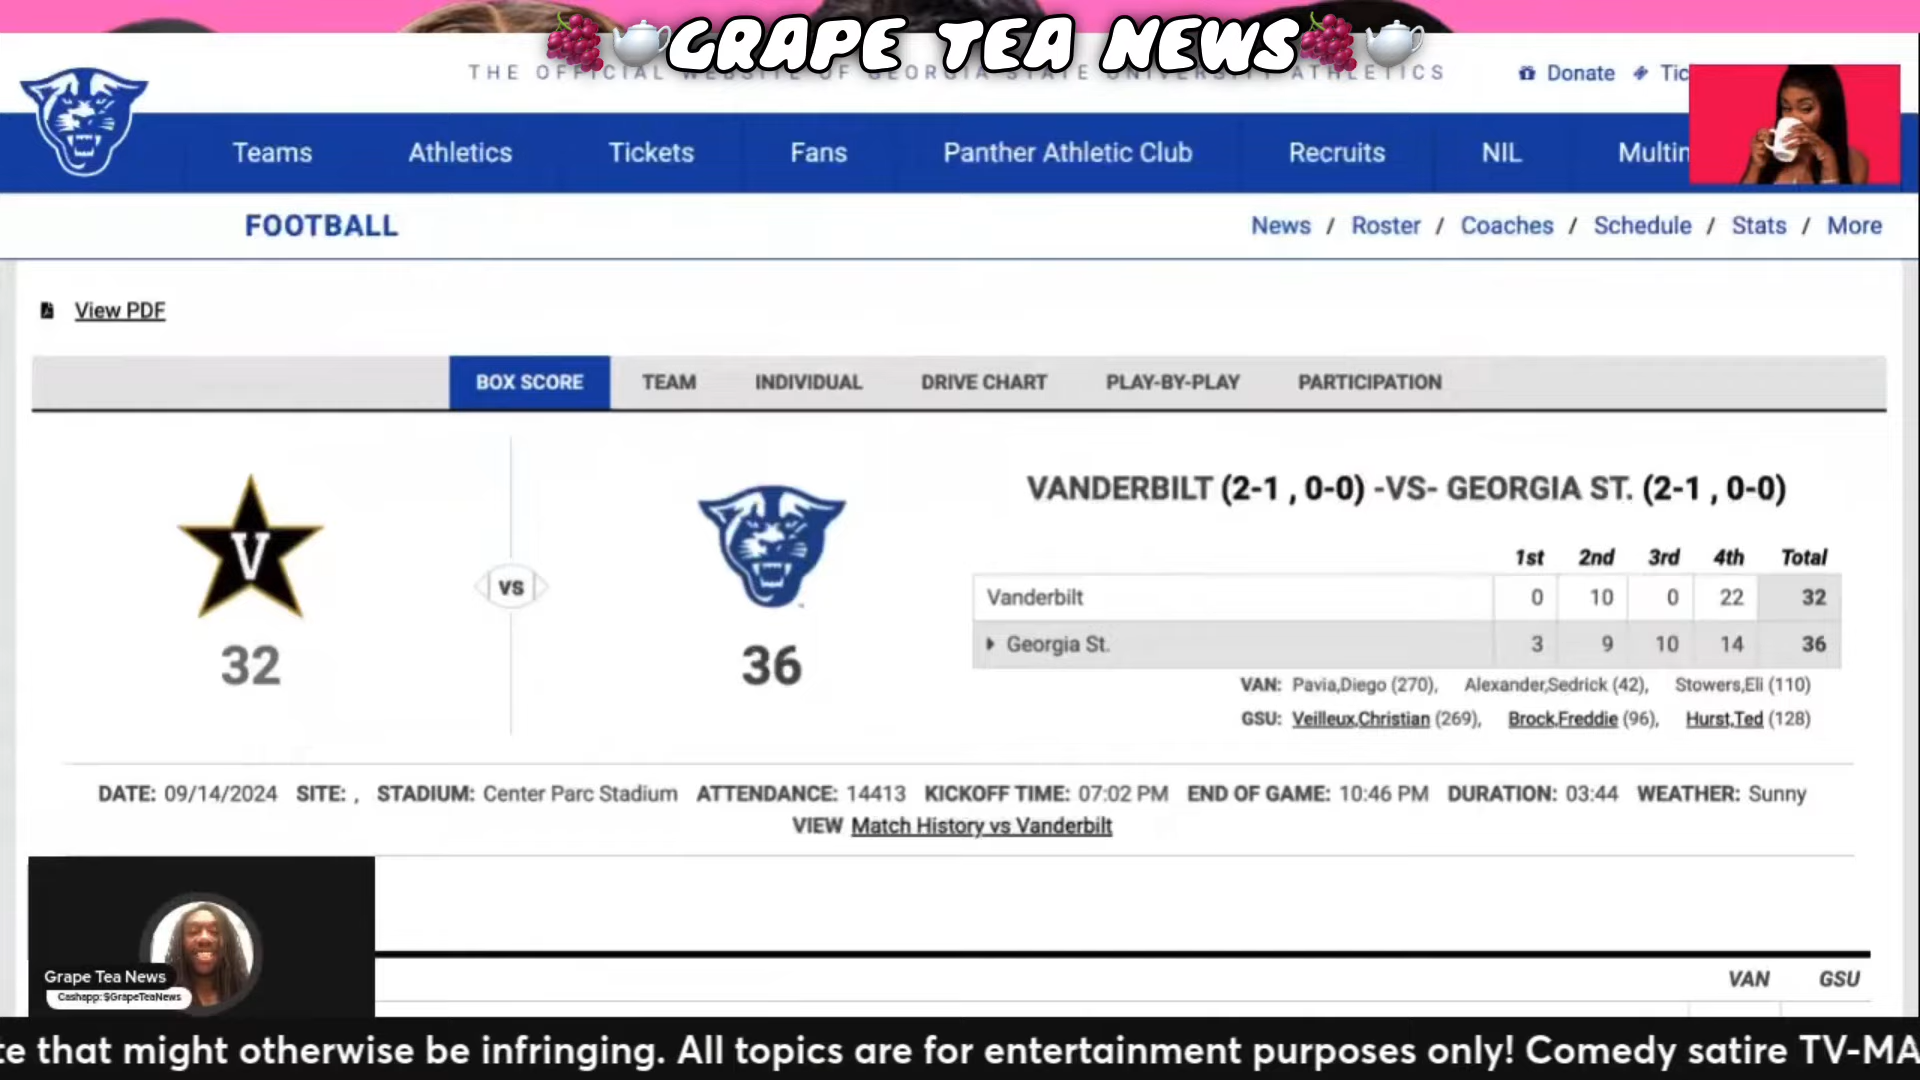 GRAPE TEA NEWS
THE OFFICIAL WEBSITE OF GEORGIA STATE UNIVERSITY ATHLETICS
Donate Tic
Teams Athletics Tickets Fans Panther Athletic Club Recruits NIL Multim
FOOTBALL News / Roster / Coaches / Schedule / Stats / More
View PDF
BOX SCORE TEAM INDIVIDUAL DRIVE CHART PLAY-BY-PLAY PARTICIPATION
V
32
VS
36
VANDERBILT (2-1 , 0-0) -VS- GEORGIA ST. (2-1 , 0-0)
1st 2nd 3rd 4th Total
Vanderbilt 0 10 0 22 32
Georgia St. 3 9 10 14 36
VAN: Pavia,Diego (270), Alexander,Sedrick (42), Stowers,Eli (110)
GSU: Veilleux,Christian (269), Brock,Freddie (96), Hurst,Ted (128)
DATE: 09/14/2024 SITE: , STADIUM: Center Parc Stadium ATTENDANCE: 14413 KICKOFF TIME: 07:02 PM END OF GAME: 10:46 PM DURATION: 03:44 WEATHER: Sunny
VIEW Match History vs Vanderbilt
VAN GSU
Grape Tea News
Cashapp: $GrapeTeaNews
te that might otherwise be infringing. All topics are for entertainment purposes only! Comedy satire TV-MA